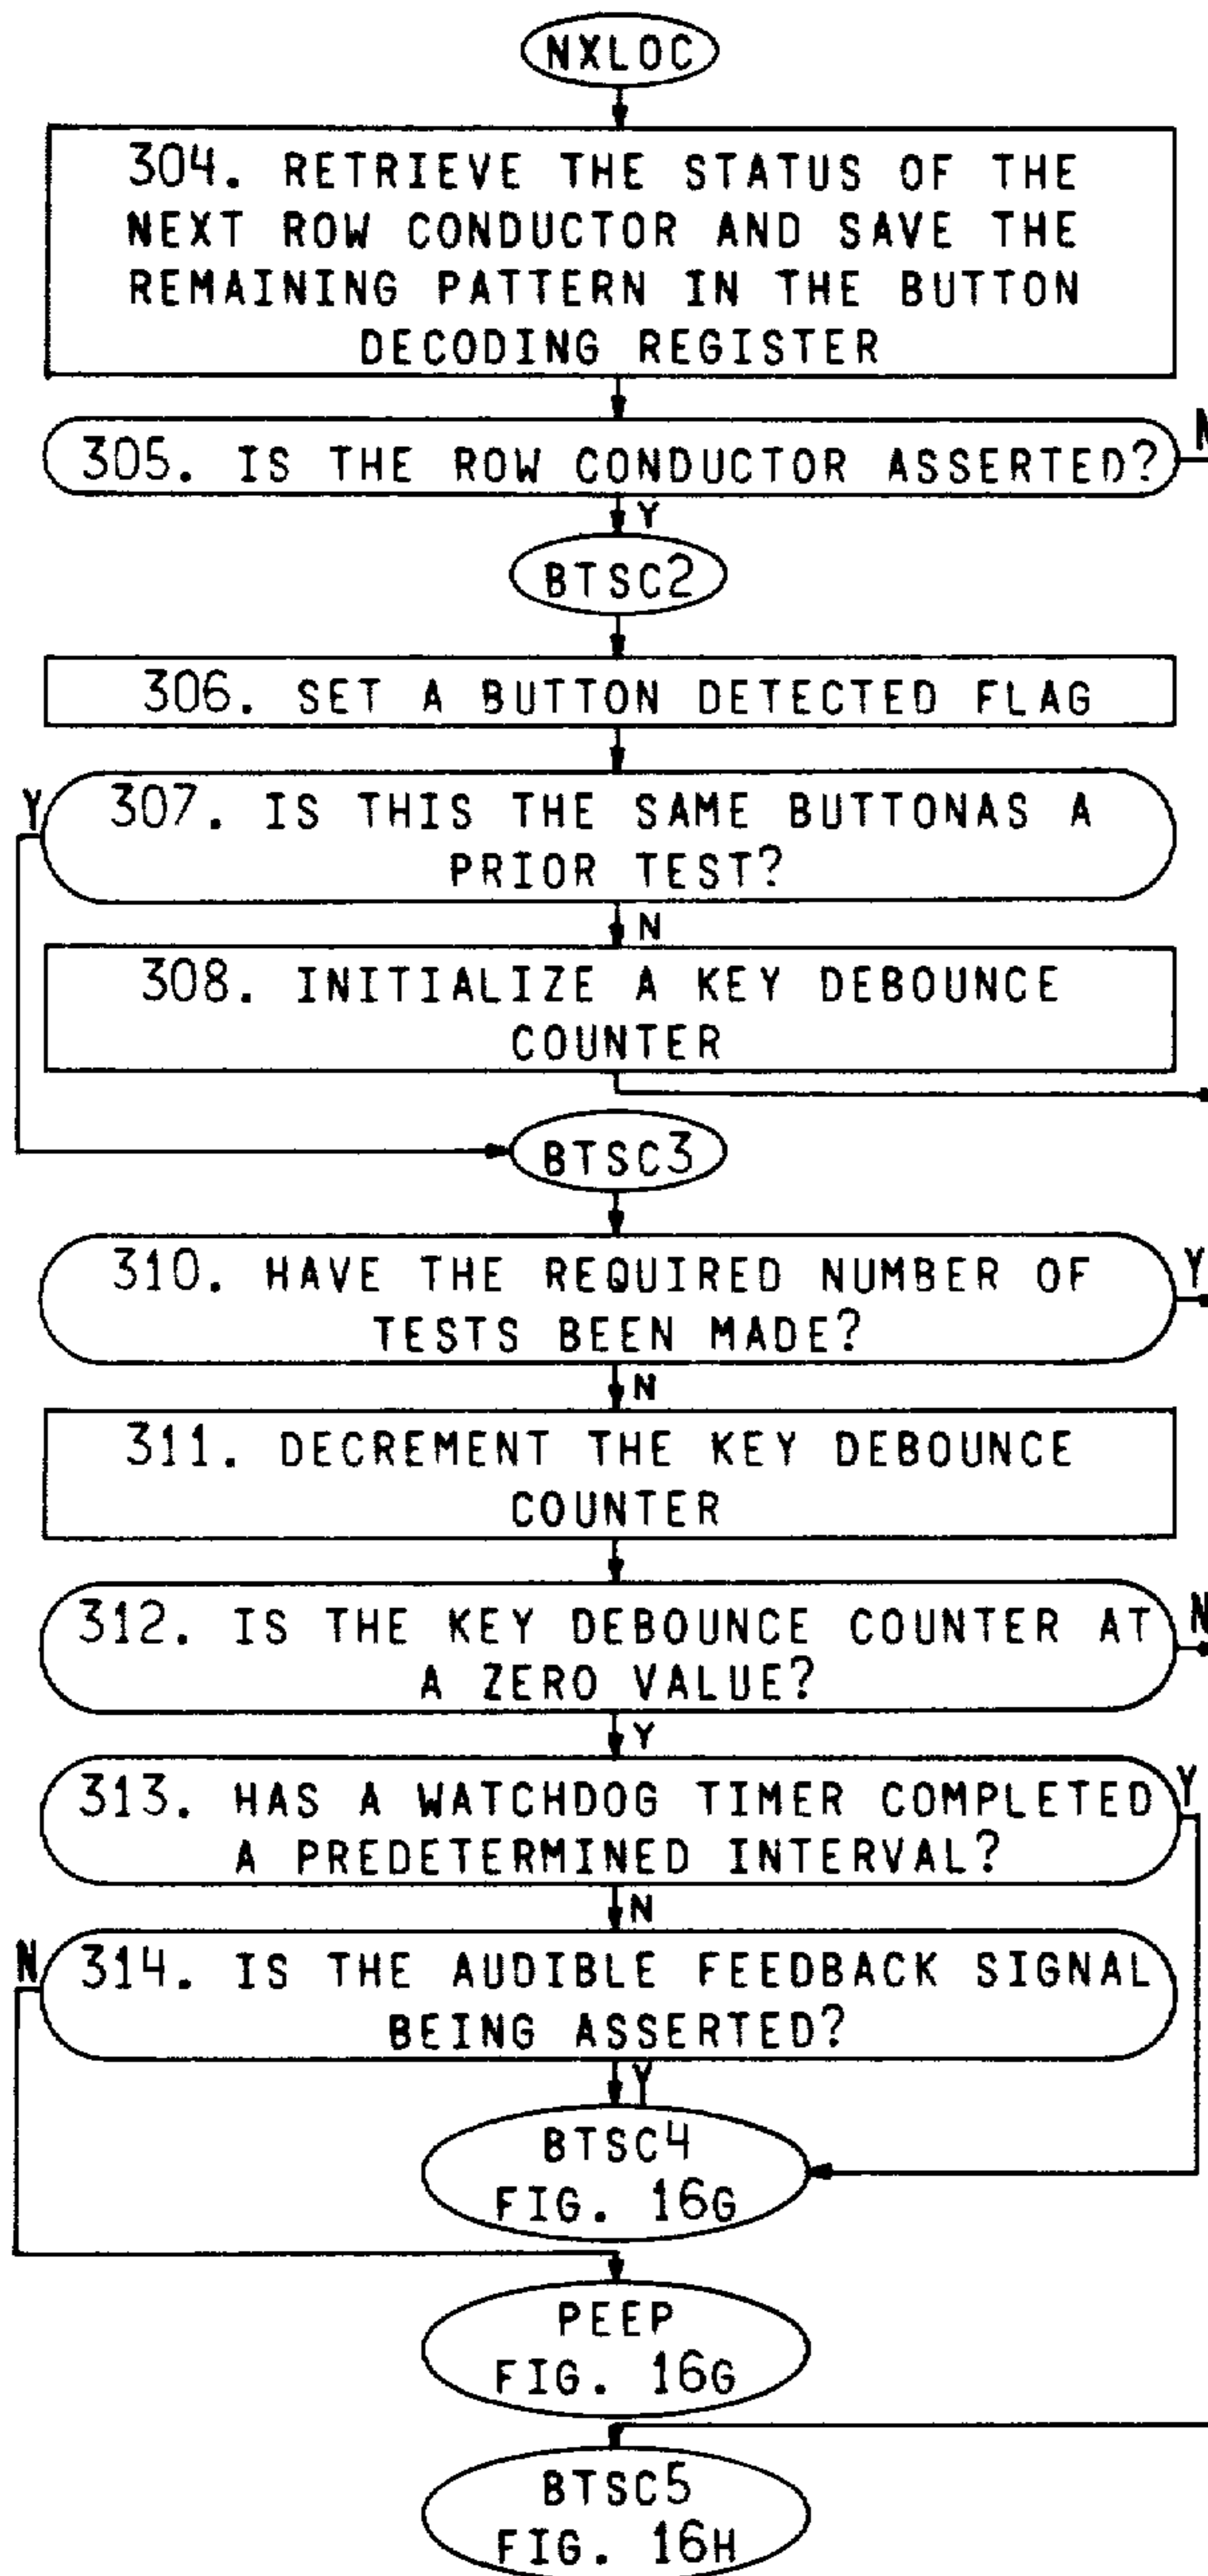 NXLOC
304. RETRIEVE THE STATUS OF THE
NEXT ROW CONDUCTOR AND SAVE THE
REMAINING PATTERN IN THE BUTTON
DECODING REGISTER
305. IS THE ROW CONDUCTOR ASSERTED?
N
Y
BTSC2
306. SET A BUTTON DETECTED FLAG
Y
307. IS THIS THE SAME BUTTONAS A
PRIOR TEST?
N
308. INITIALIZE A KEY DEBOUNCE
COUNTER
BTSC3
310. HAVE THE REQUIRED NUMBER OF
TESTS BEEN MADE?
Y
N
311. DECREMENT THE KEY DEBOUNCE
COUNTER
312. IS THE KEY DEBOUNCE COUNTER AT
A ZERO VALUE?
N
Y
313. HAS A WATCHDOG TIMER COMPLETED
A PREDETERMINED INTERVAL?
Y
N
N
314. IS THE AUDIBLE FEEDBACK SIGNAL
BEING ASSERTED?
Y
BTSC4
FIG. 16G
PEEP
FIG. 16G
BTSC5
FIG. 16H